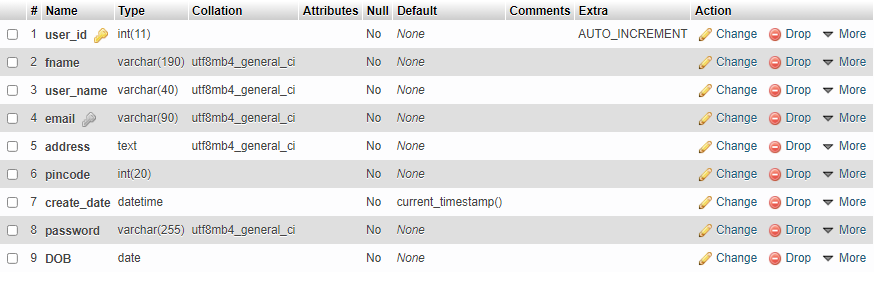 # Name Type Collation Attributes Null Default Comments Extra Action
1 user_id int(11) No None AUTO_INCREMENT Change Drop More
2 fname varchar(190) utf8mb4_general_ci No None Change Drop More
3 user_name varchar(40) utf8mb4_general_ci No None Change Drop More
4 email varchar(90) utf8mb4_general_ci No None Change Drop More
5 address text utf8mb4_general_ci No None Change Drop More
6 pincode int(20) No None Change Drop More
7 create_date datetime No current_timestamp() Change Drop More
8 password varchar(255) utf8mb4_general_ci No None Change Drop More
9 DOB date No None Change Drop More